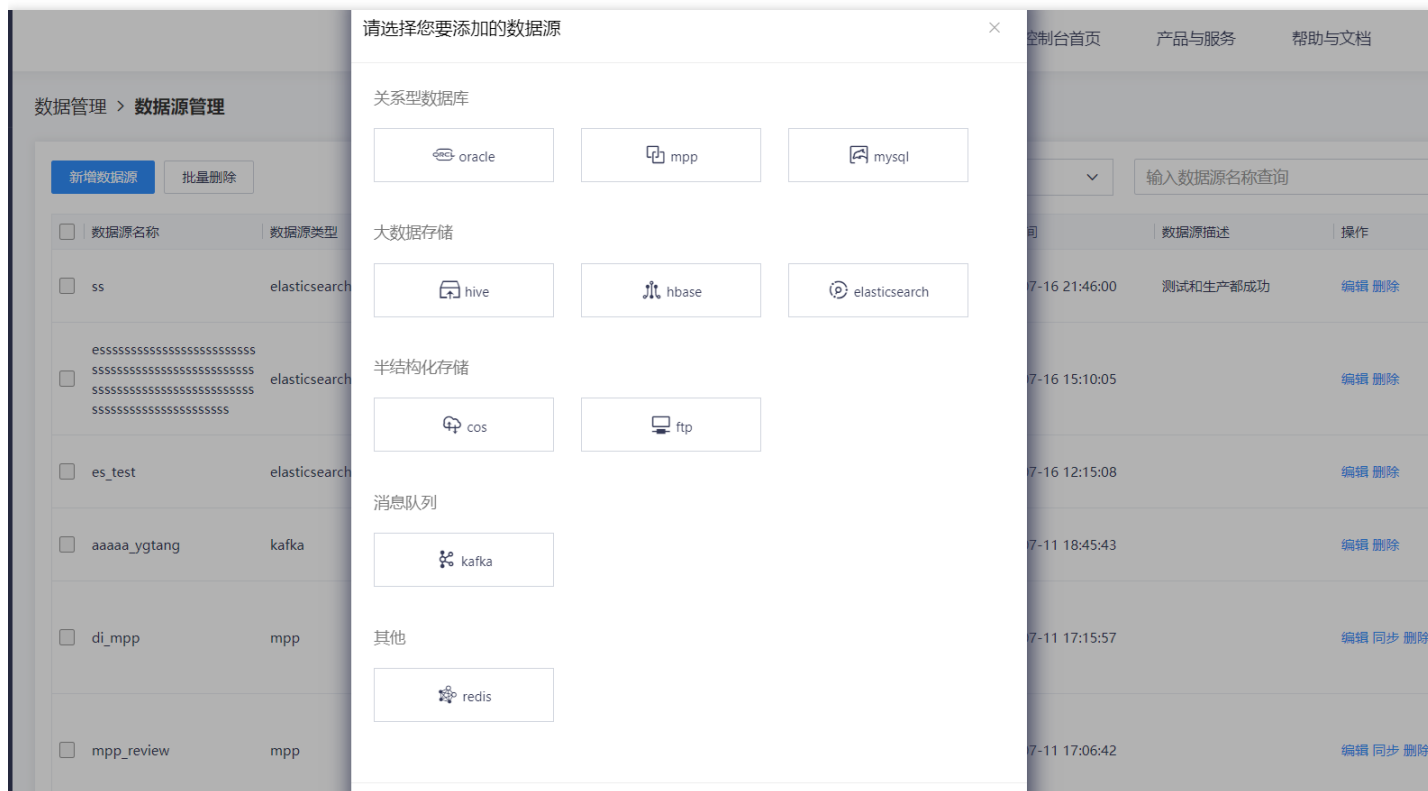 请选择您要添加的数据源
控制台首页
产品与服务
帮助与文档
数据管理 > 数据源管理
关系型数据库
oracle
mpp
mysql
新增数据源
批量删除
输入数据源名称查询
数据源名称
数据源类型
大数据存储
间
数据源描述
操作
hive
hbase
elasticsearch
ss
elasticsearch
07-16 21:46:00
测试和生产都成功
编辑 删除
半结构化存储
essssssssssssssssssssssssss
ssssssssssssssssssssssssss
ssssssssssssssssssssssssss
ssssssssssssssssssssss
elasticsearch
07-16 15:10:05
编辑 删除
cos
ftp
es_test
elasticsearch
07-16 12:15:08
编辑 删除
消息队列
kafka
aaaaa_ygtang
kafka
07-11 18:45:43
编辑 删除
其他
di_mpp
mpp
07-11 17:15:57
编辑 同步 删除
redis
mpp_review
mpp
07-11 17:06:42
编辑 同步 删除